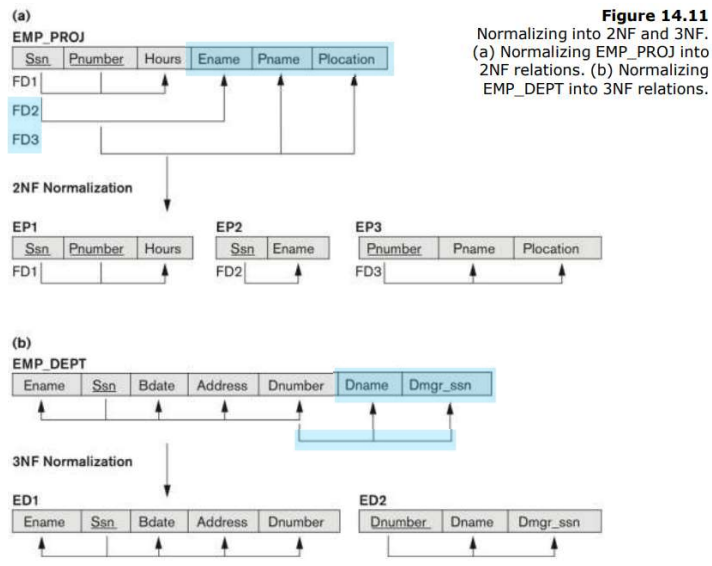 (a)
EMP_PROJ
Ssn Pnumber Hours Ename Pname Plocation
FD1
FD2
FD3
2NF Normalization
EP1
Ssn Pnumber Hours
FD1
EP2
Ssn Ename
FD2
EP3
Pnumber Pname Plocation
FD3
Figure 14.11
Normalizing into 2NF and 3NF.
(a) Normalizing EMP_PROJ into
2NF relations. (b) Normalizing
EMP_DEPT into 3NF relations.
(b)
EMP_DEPT
Ename Ssn Bdate Address Dnumber Dname Dmgr_ssn
3NF Normalization
ED1
Ename Ssn Bdate Address Dnumber
ED2
Dnumber Dname Dmgr_ssn